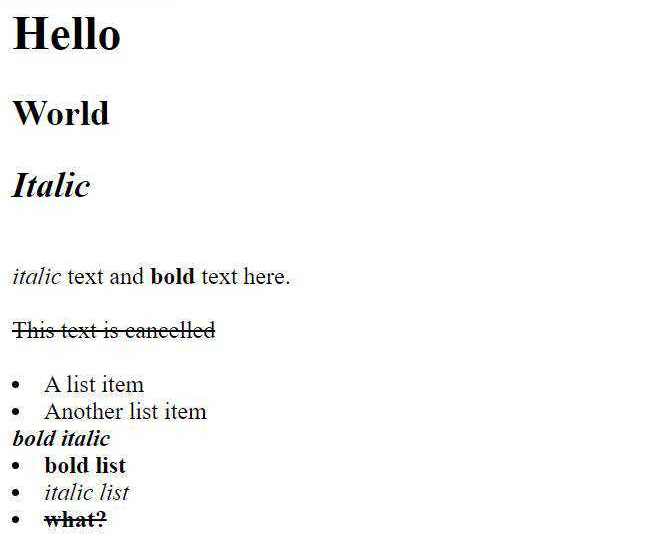 Hello
World
Italic
italic text and bold text here.
This text is cancelled
• A list item
• Another list item
bold italic
• bold list
• italic list
• what?